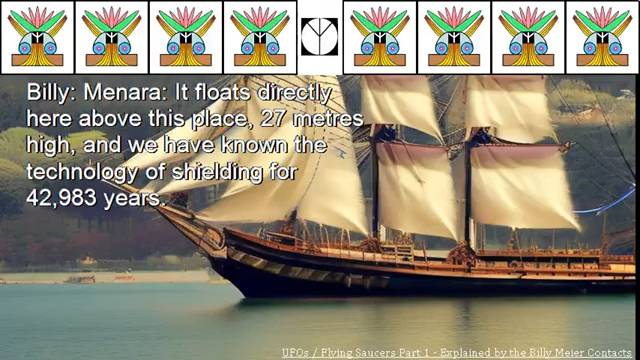 Billy: Menara: It floats directly
here above this place, 27 metres
high, and we have known the
technology of shielding for
42,983 years.
UFOs / Flying Saucers Part 1 - Explained by the Billy Meier Contacts